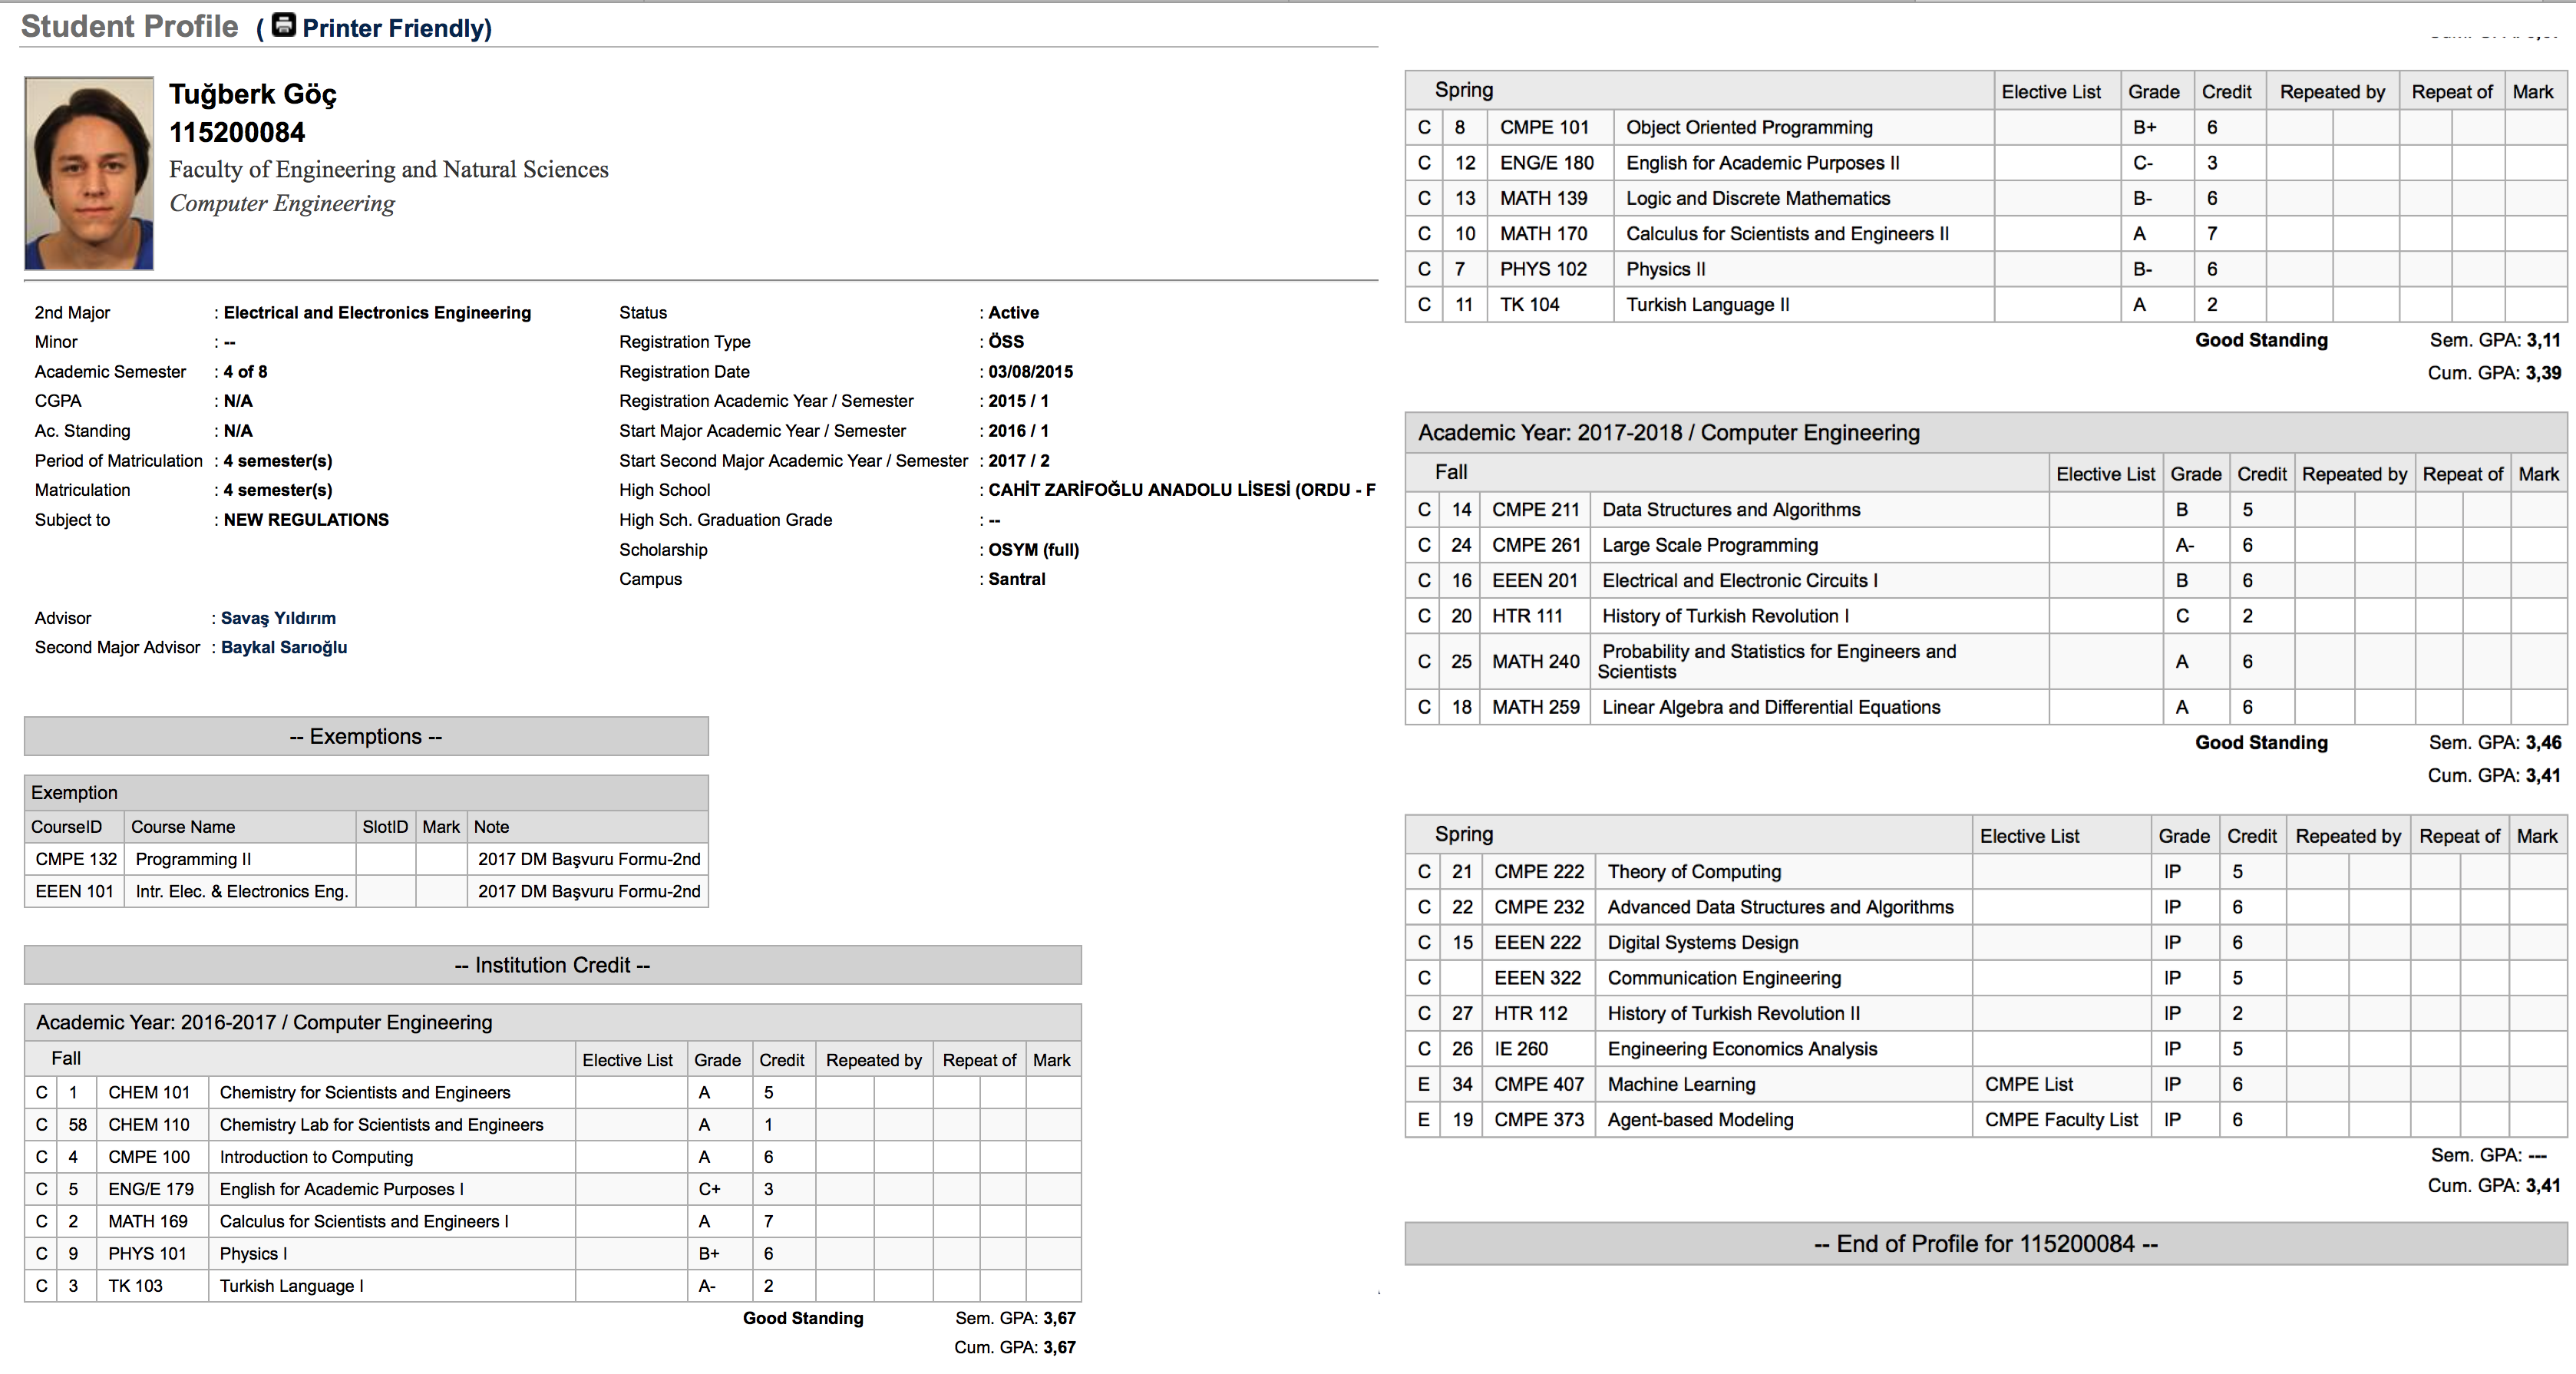 Student Profile ( Printer Friendly)
Tuğberk Göç
115200084
Faculty of Engineering and Natural Sciences
Computer Engineering
2nd Major : Electrical and Electronics Engineering
Minor : --
Academic Semester : 4 of 8
CGPA : N/A
Ac. Standing : N/A
Period of Matriculation : 4 semester(s)
Matriculation : 4 semester(s)
Subject to : NEW REGULATIONS
Status : Active
Registration Type : ÖSS
Registration Date : 03/08/2015
Registration Academic Year / Semester : 2015 / 1
Start Major Academic Year / Semester : 2016 / 1
Start Second Major Academic Year / Semester : 2017 / 2
High School : CAHİT ZARİFOĞLU ANADOLU LİSESİ (ORDU - F
High Sch. Graduation Grade : --
Scholarship : OSYM (full)
Campus : Santral
Advisor : Savaş Yıldırım
Second Major Advisor : Baykal Sarıoğlu
-- Exemptions --
Exemption
CourseID Course Name SlotID Mark Note
CMPE 132 Programming II 2017 DM Başvuru Formu-2nd
EEEN 101 Intr. Elec. & Electronics Eng. 2017 DM Başvuru Formu-2nd
-- Institution Credit --
Academic Year: 2016-2017 / Computer Engineering
Fall Elective List Grade Credit Repeated by Repeat of Mark
C 1 CHEM 101 Chemistry for Scientists and Engineers A 5
C 58 CHEM 110 Chemistry Lab for Scientists and Engineers A 1
C 4 CMPE 100 Introduction to Computing A 6
C 5 ENG/E 179 English for Academic Purposes I C+ 3
C 2 MATH 169 Calculus for Scientists and Engineers I A 7
C 9 PHYS 101 Physics I B+ 6
C 3 TK 103 Turkish Language I A- 2
Good Standing Sem. GPA: 3,67
Cum. GPA: 3,67
Spring Elective List Grade Credit Repeated by Repeat of Mark
C 8 CMPE 101 Object Oriented Programming B+ 6
C 12 ENG/E 180 English for Academic Purposes II C- 3
C 13 MATH 139 Logic and Discrete Mathematics B- 6
C 10 MATH 170 Calculus for Scientists and Engineers II A 7
C 7 PHYS 102 Physics II B- 6
C 11 TK 104 Turkish Language II A 2
Good Standing Sem. GPA: 3,11
Cum. GPA: 3,39
Academic Year: 2017-2018 / Computer Engineering
Fall Elective List Grade Credit Repeated by Repeat of Mark
C 14 CMPE 211 Data Structures and Algorithms B 5
C 24 CMPE 261 Large Scale Programming A- 6
C 16 EEEN 201 Electrical and Electronic Circuits I B 6
C 20 HTR 111 History of Turkish Revolution I C 2
C 25 MATH 240 Probability and Statistics for Engineers and
Scientists A 6
C 18 MATH 259 Linear Algebra and Differential Equations A 6
Good Standing Sem. GPA: 3,46
Cum. GPA: 3,41
Spring Elective List Grade Credit Repeated by Repeat of Mark
C 21 CMPE 222 Theory of Computing IP 5
C 22 CMPE 232 Advanced Data Structures and Algorithms IP 6
C 15 EEEN 222 Digital Systems Design IP 6
C EEEN 322 Communication Engineering IP 5
C 27 HTR 112 History of Turkish Revolution II IP 2
C 26 IE 260 Engineering Economics Analysis IP 5
E 34 CMPE 407 Machine Learning CMPE List IP 6
E 19 CMPE 373 Agent-based Modeling CMPE Faculty List IP 6
Sem. GPA: ---
Cum. GPA: 3,41
-- End of Profile for 115200084 --